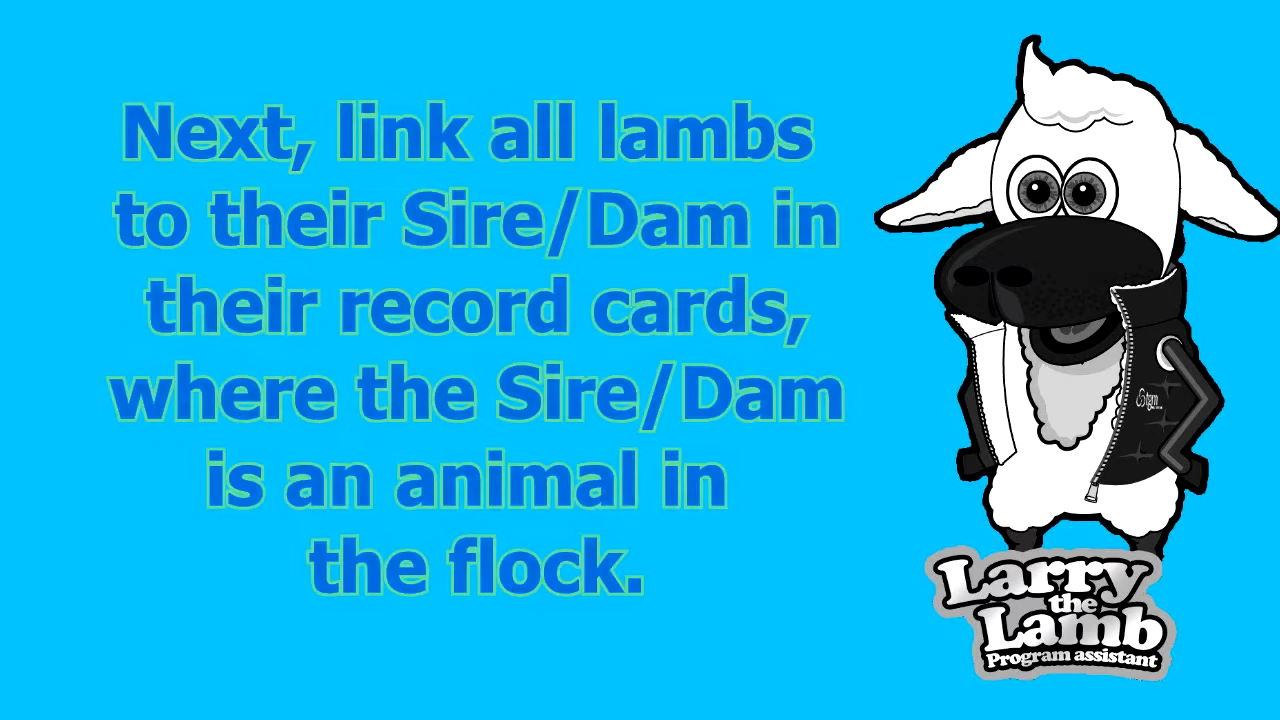 Next, link all lambs
to their Sire/Dam in
their record cards,
where the Sire/Dam
is an animal in
the flock.
Larry
the
Lamb
Program assistant